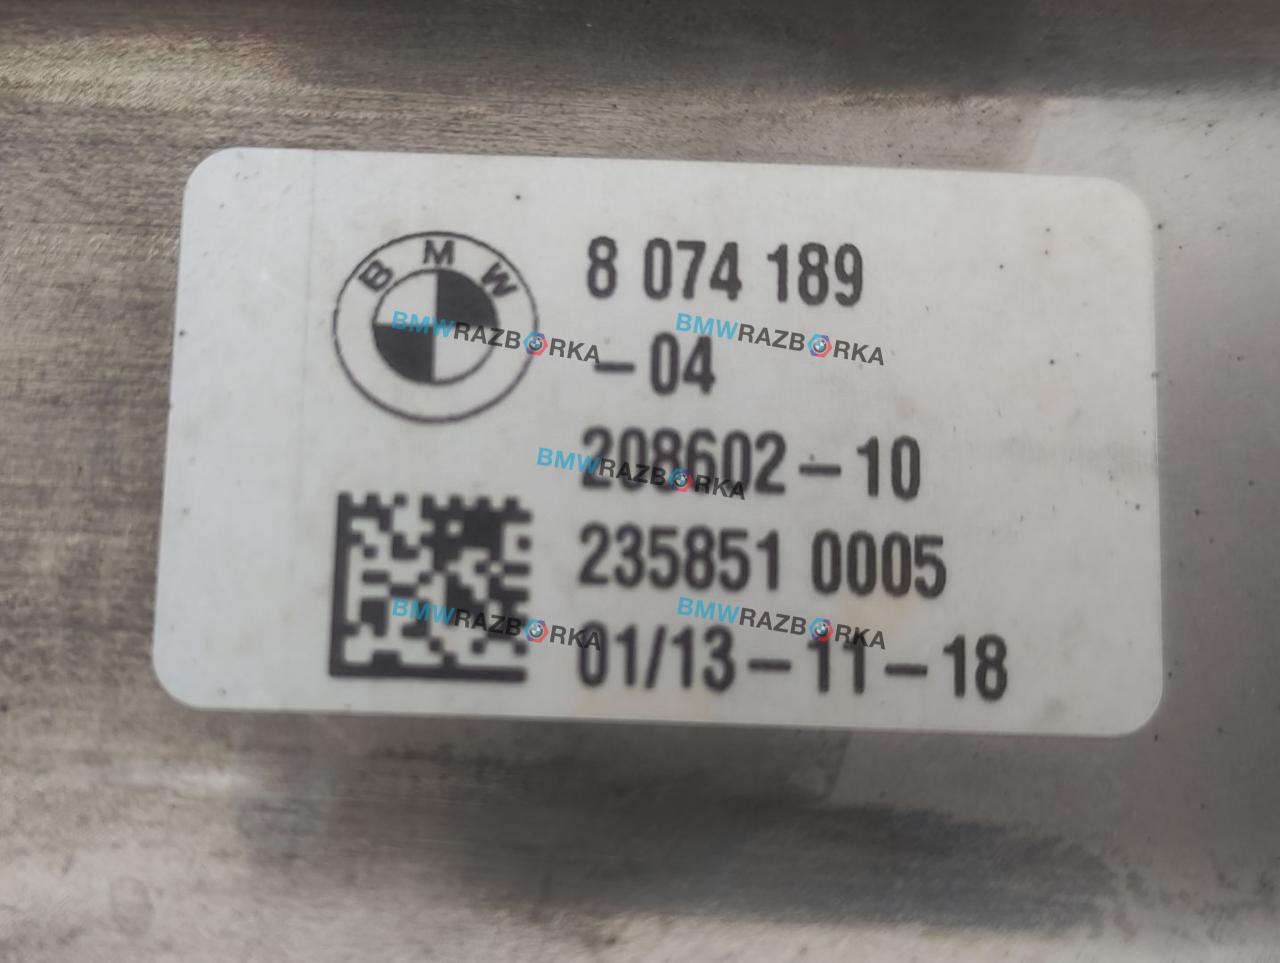 BMW
8 074 189
-04
208602-10
235851 0005
01/13-11-18
BMWRAZBORKA
BMWRAZBORKA
BMWRAZBORKA
BMWRAZBORKA
BMWRAZBORKA